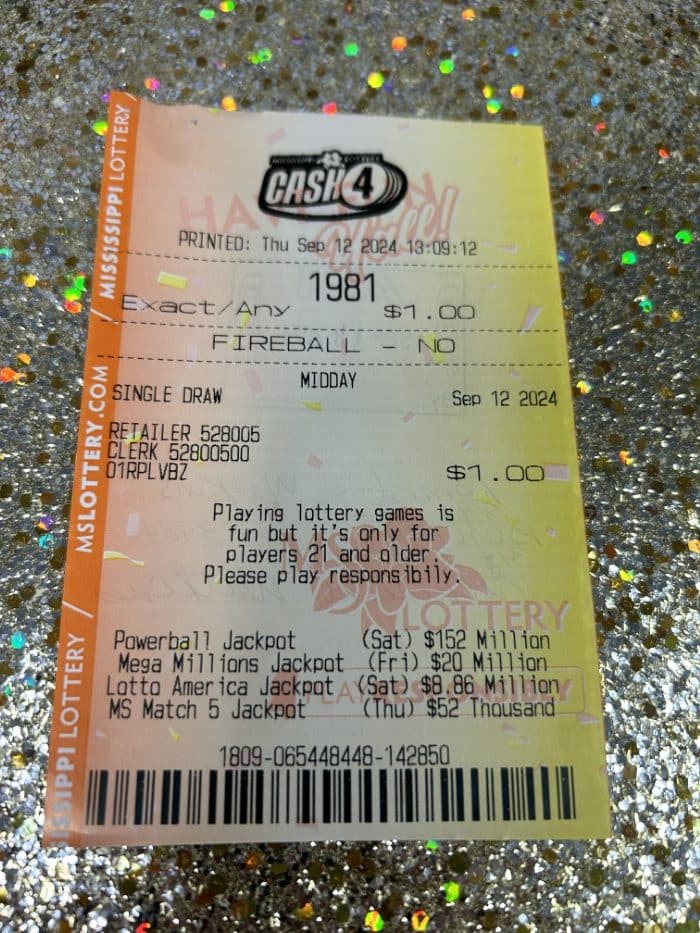 MISSISSIPPI LOTTERY
CASH 4
PRINTED: Thu Sep 12 2024 13:09:12
1981
Exact/Any $1.00
FIREBALL - NO
MIDDAY
SINGLE DRAW Sep 12 2024
RETAILER 528005
CLERK 52800500
01RPLVBZ $1.00
Playing lottery games is
fun but it's only for
players 21 and older.
Please play responsibily.
LOTTERY
Powerball Jackpot (Sat) $152 Million
Mega Millions Jackpot (Fri) $20 Million
Lotto America Jackpot (Sat) $8.86 Million
MS Match 5 Jackpot (Thu) $52 Thousand
1809-065448448-142850
MISSISSIPPI LOTTERY /
MSLOTTERY.COM /
ISSIPPI LOTTERY /